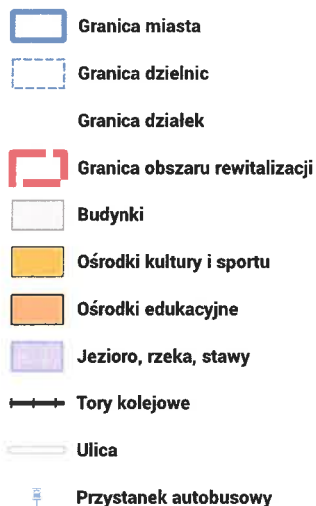 Granica miasta
Granica dzielnic
Granica działek
Granica obszaru rewitalizacji
Budynki
Ośrodki kultury i sportu
Ośrodki edukacyjne
Jezioro, rzeka, stawy
Tory kolejowe
Ulica
Przystanek autobusowy